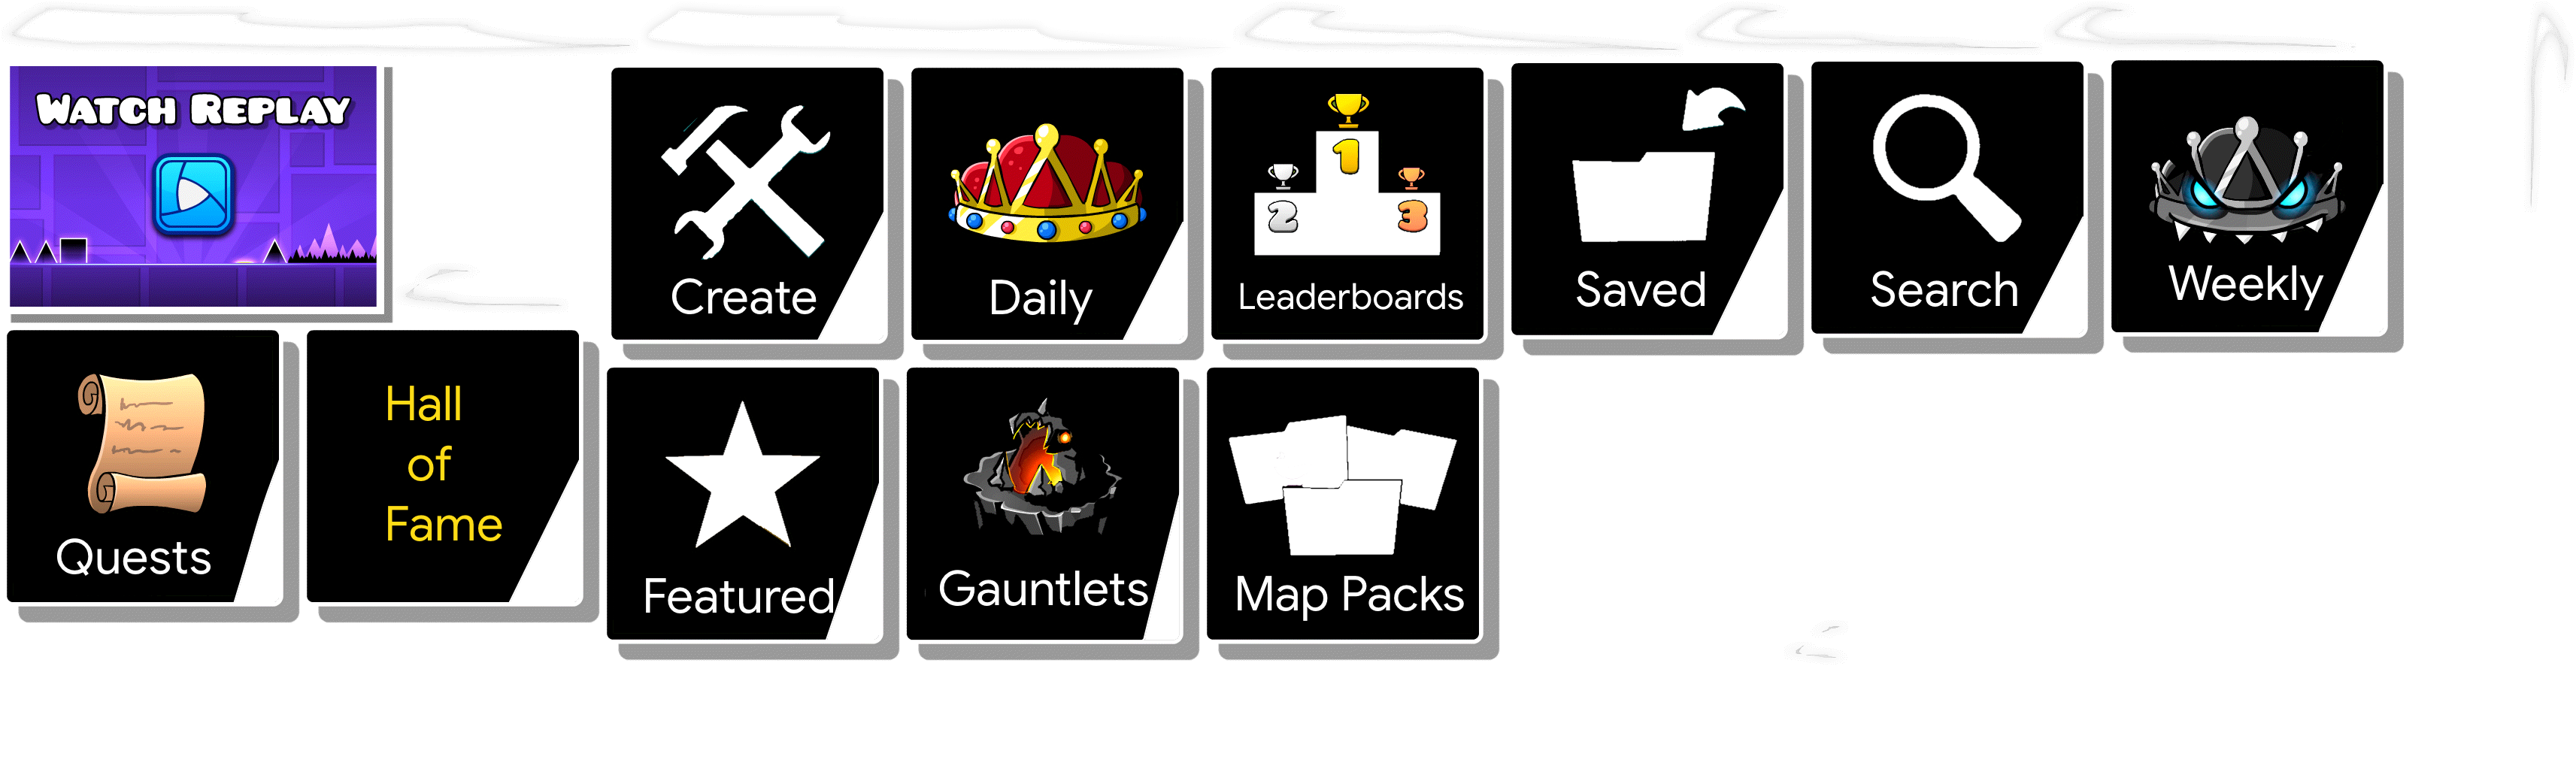 WATCH REPLAY
Create
Daily
1
2
3
Leaderboards
Saved
Search
Weekly
Quests
Hall
of
Fame
Featured
Gauntlets
Map Packs